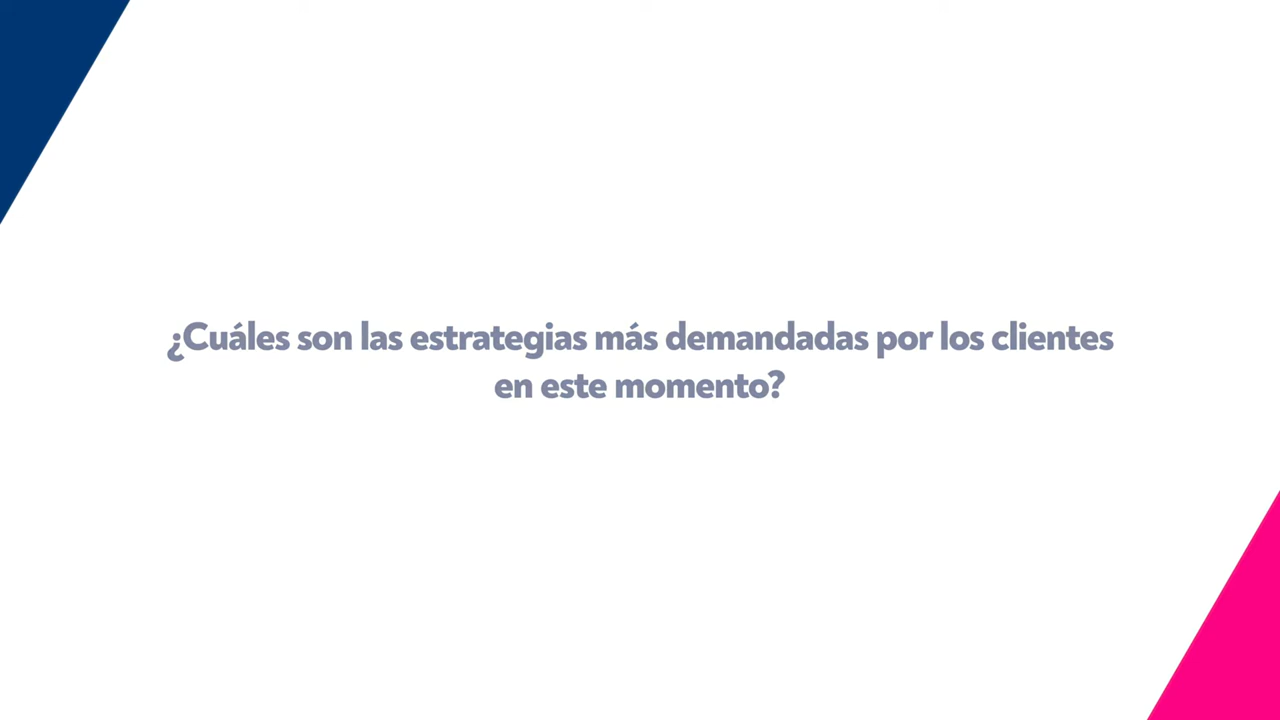 ¿Cuáles son las estrategias más demandadas por los clientes
en este momento?